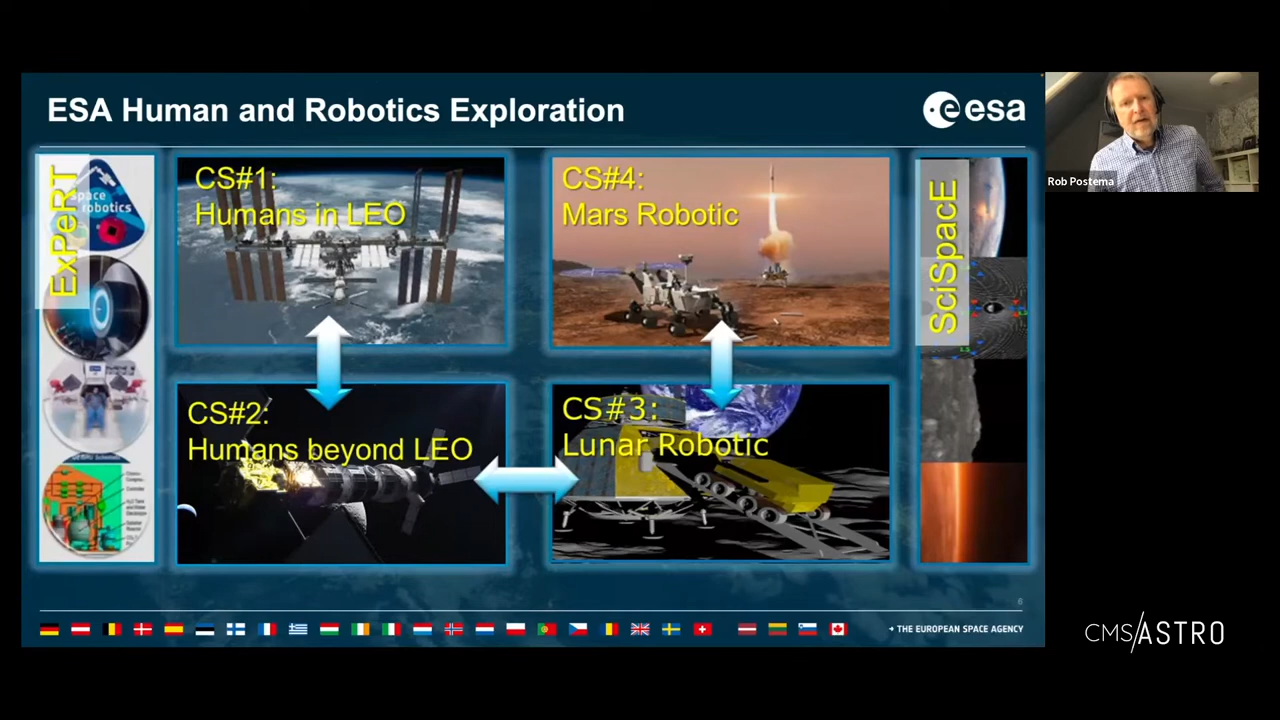 ESA Human and Robotics Exploration
esa
ExPeRT
space
robotics
CS#1:
Humans in LEO
CS#4:
Mars Robotic
SciSpacE
CS#2:
Humans beyond LEO
CS#3:
Lunar Robotic
6
→ THE EUROPEAN SPACE AGENCY
Rob Postema
CMS/ASTRO